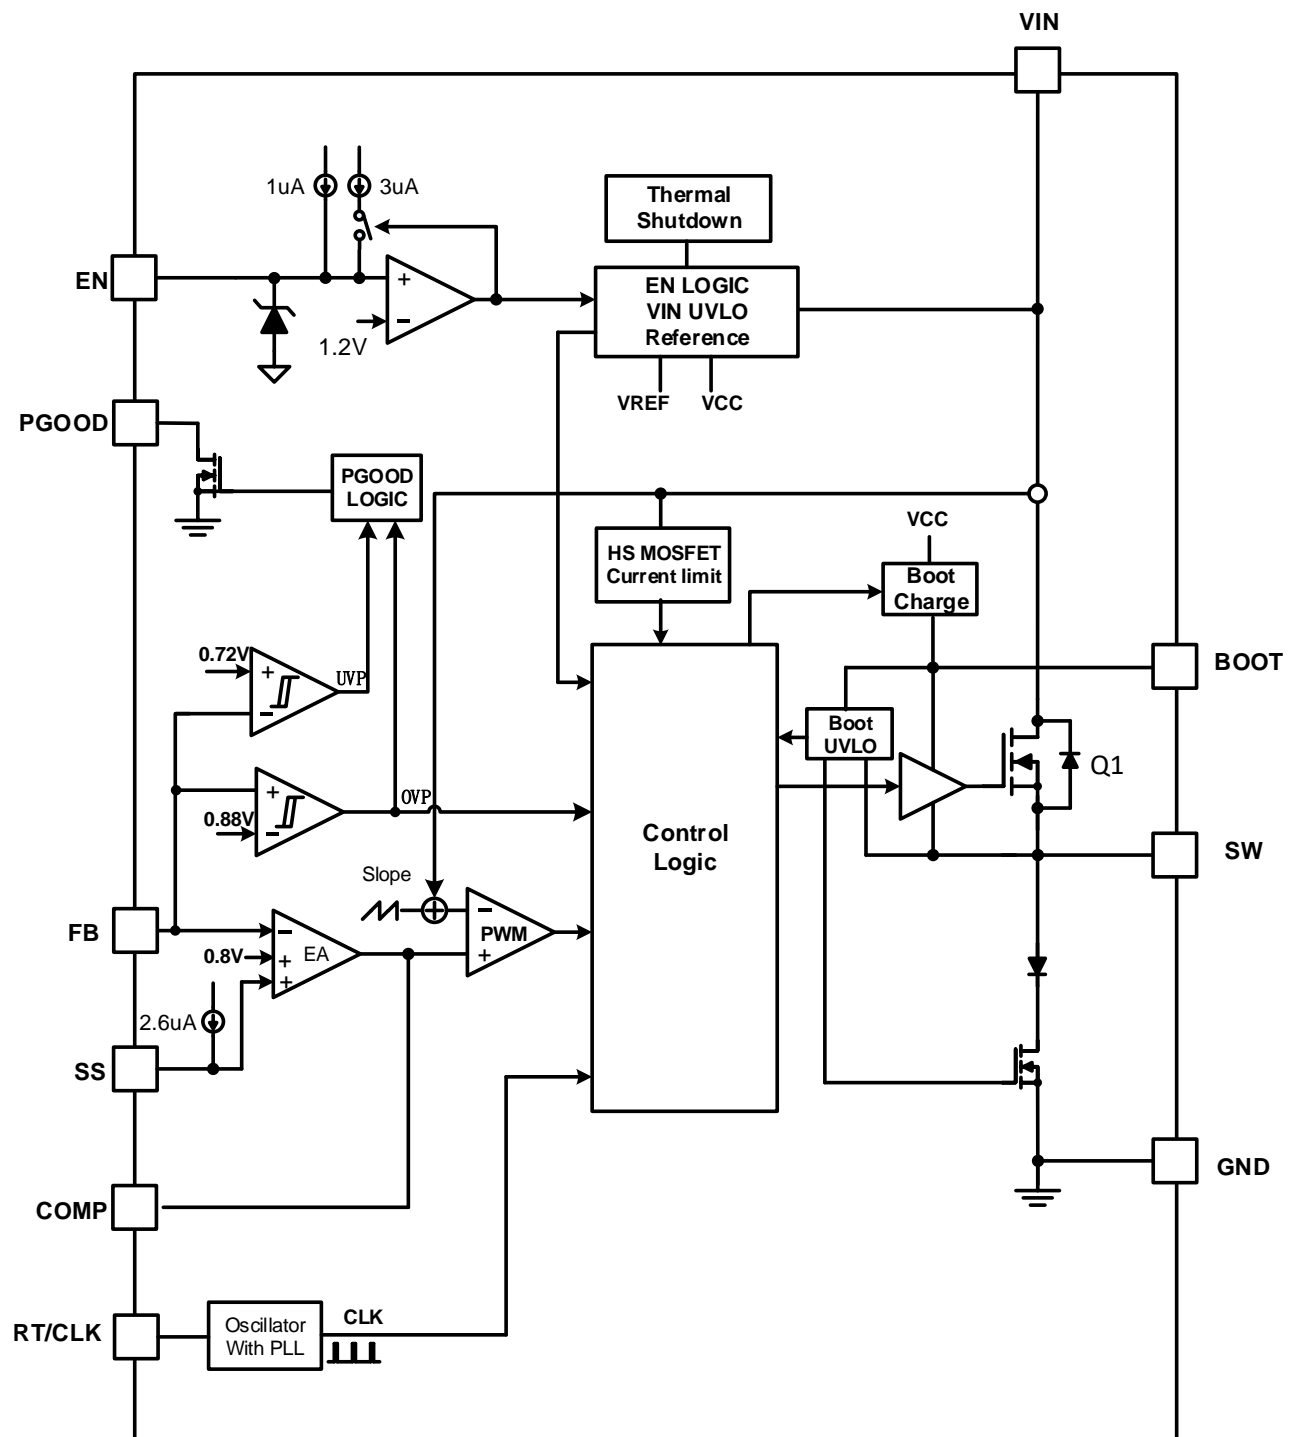 VIN
1uA
3uA
Thermal
Shutdown
EN
+
−
1.2V
EN LOGIC
VIN UVLO
Reference
VREF
VCC
PGOOD
PGOOD
LOGIC
HS MOSFET
Current limit
VCC
Boot
Charge
0.72V
+
−
UVP
BOOT
Boot
UVLO
Q1
0.88V
+
−
OVP
Control
Logic
SW
Slope
FB
−
0.8V
+
+
EA
−
PWM
+
2.6uA
SS
GND
COMP
RT/CLK
Oscillator
With PLL
CLK